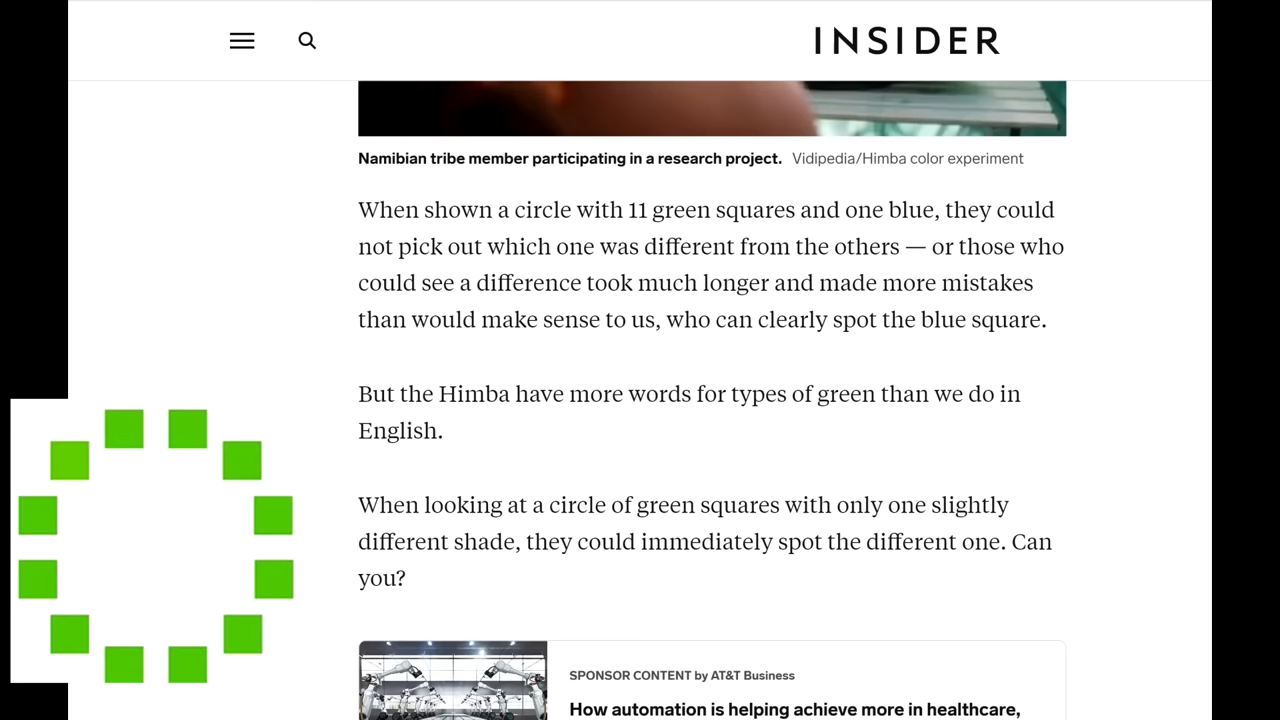 INSIDER
Namibian tribe member participating in a research project. Vidipedia/Himba color experiment
When shown a circle with 11 green squares and one blue, they could
not pick out which one was different from the others — or those who
could see a difference took much longer and made more mistakes
than would make sense to us, who can clearly spot the blue square.
But the Himba have more words for types of green than we do in
English.
When looking at a circle of green squares with only one slightly
different shade, they could immediately spot the different one. Can
you?
SPONSOR CONTENT by AT&T Business
How automation is helping achieve more in healthcare,